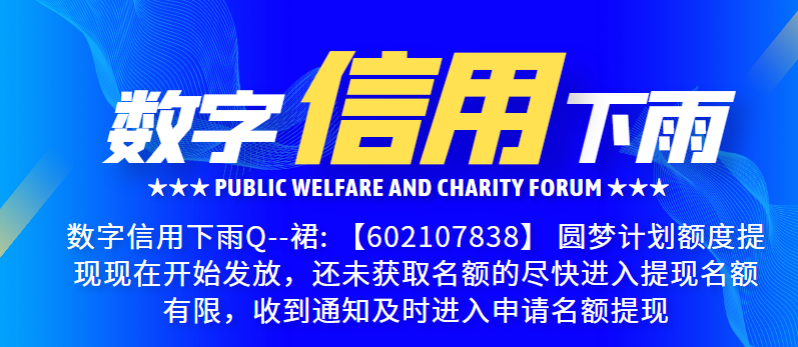 数字信用下雨
★★★ PUBLIC WELFARE AND CHARITY FORUM ★★★
数字信用下雨Q--裙: 【602107838】 圆梦计划额度提
现现在开始发放，还未获取名额的尽快进入提现名额
有限，收到通知及时进入申请名额提现